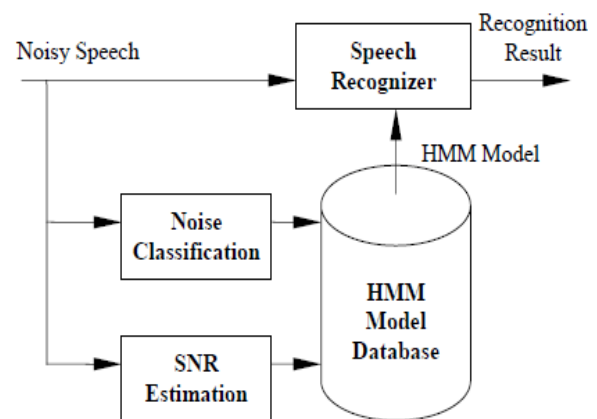 Noisy Speech
Speech
Recognizer
Recognition
Result
HMM Model
Noise
Classification
HMM
Model
Database
SNR
Estimation